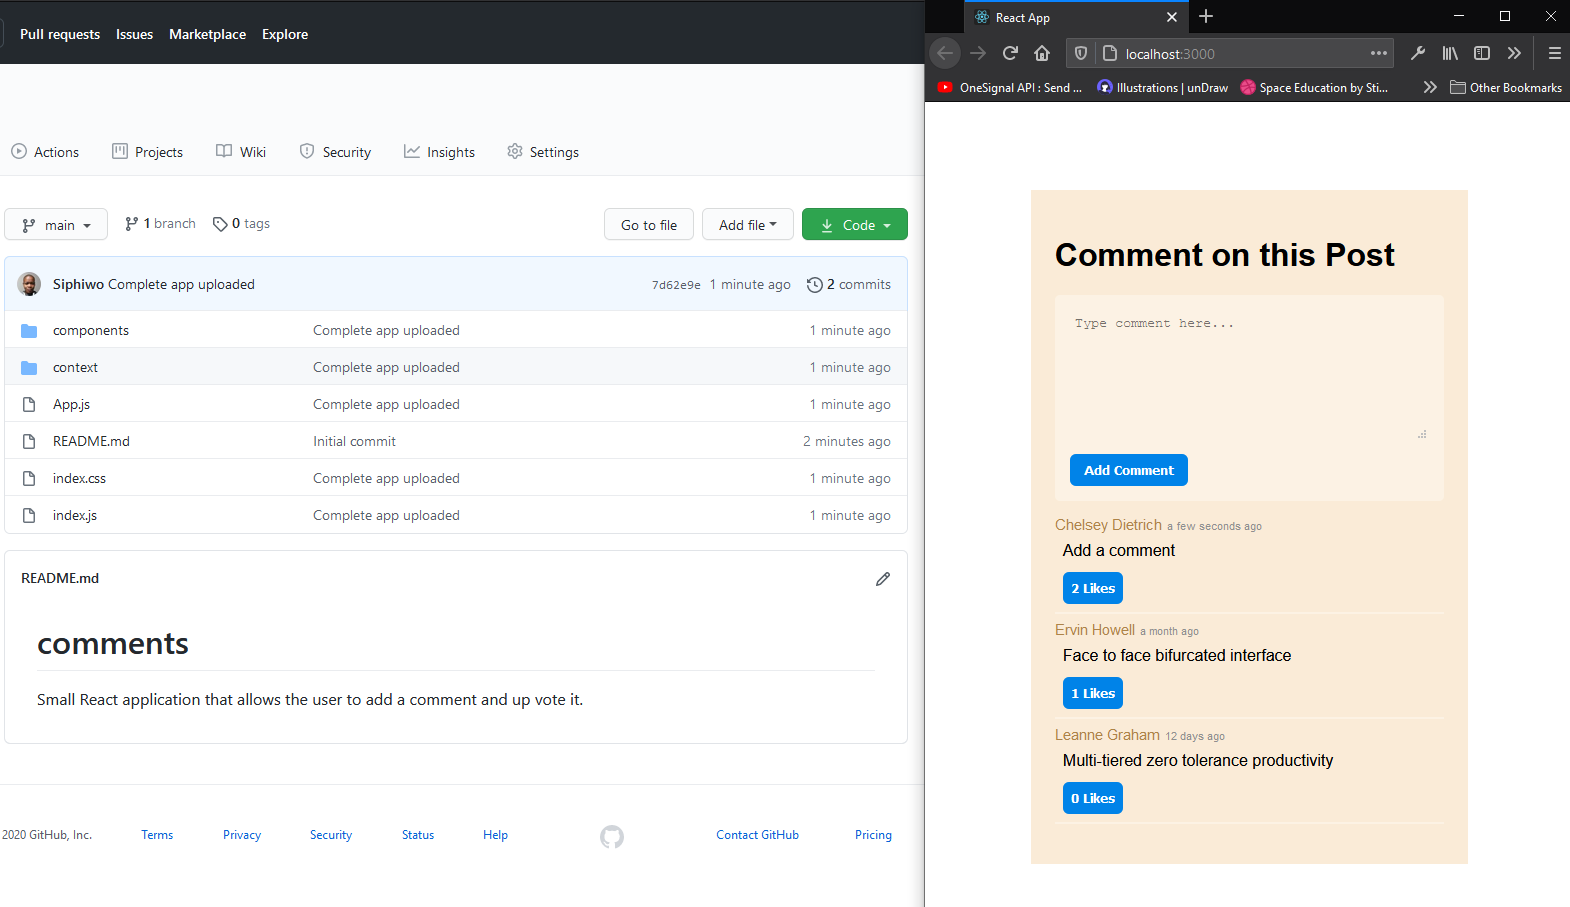 Pull requests Issues Marketplace Explore
Actions Projects Wiki Security Insights Settings
main 1 branch 0 tags Go to file Add file Code
Siphiwo Complete app uploaded 7d62e9e 1 minute ago 2 commits
components Complete app uploaded 1 minute ago
context Complete app uploaded 1 minute ago
App.js Complete app uploaded 1 minute ago
README.md Initial commit 2 minutes ago
index.css Complete app uploaded 1 minute ago
index.js Complete app uploaded 1 minute ago
README.md
comments
Small React application that allows the user to add a comment and up vote it.
2020 GitHub, Inc. Terms Privacy Security Status Help Contact GitHub Pricing
React App
localhost:3000
OneSignal API : Send ... Illustrations | unDraw Space Education by Sti... Other Bookmarks
Comment on this Post
Type comment here...
Add Comment
Chelsey Dietrich a few seconds ago
Add a comment
2 Likes
Ervin Howell a month ago
Face to face bifurcated interface
1 Likes
Leanne Graham 12 days ago
Multi-tiered zero tolerance productivity
0 Likes